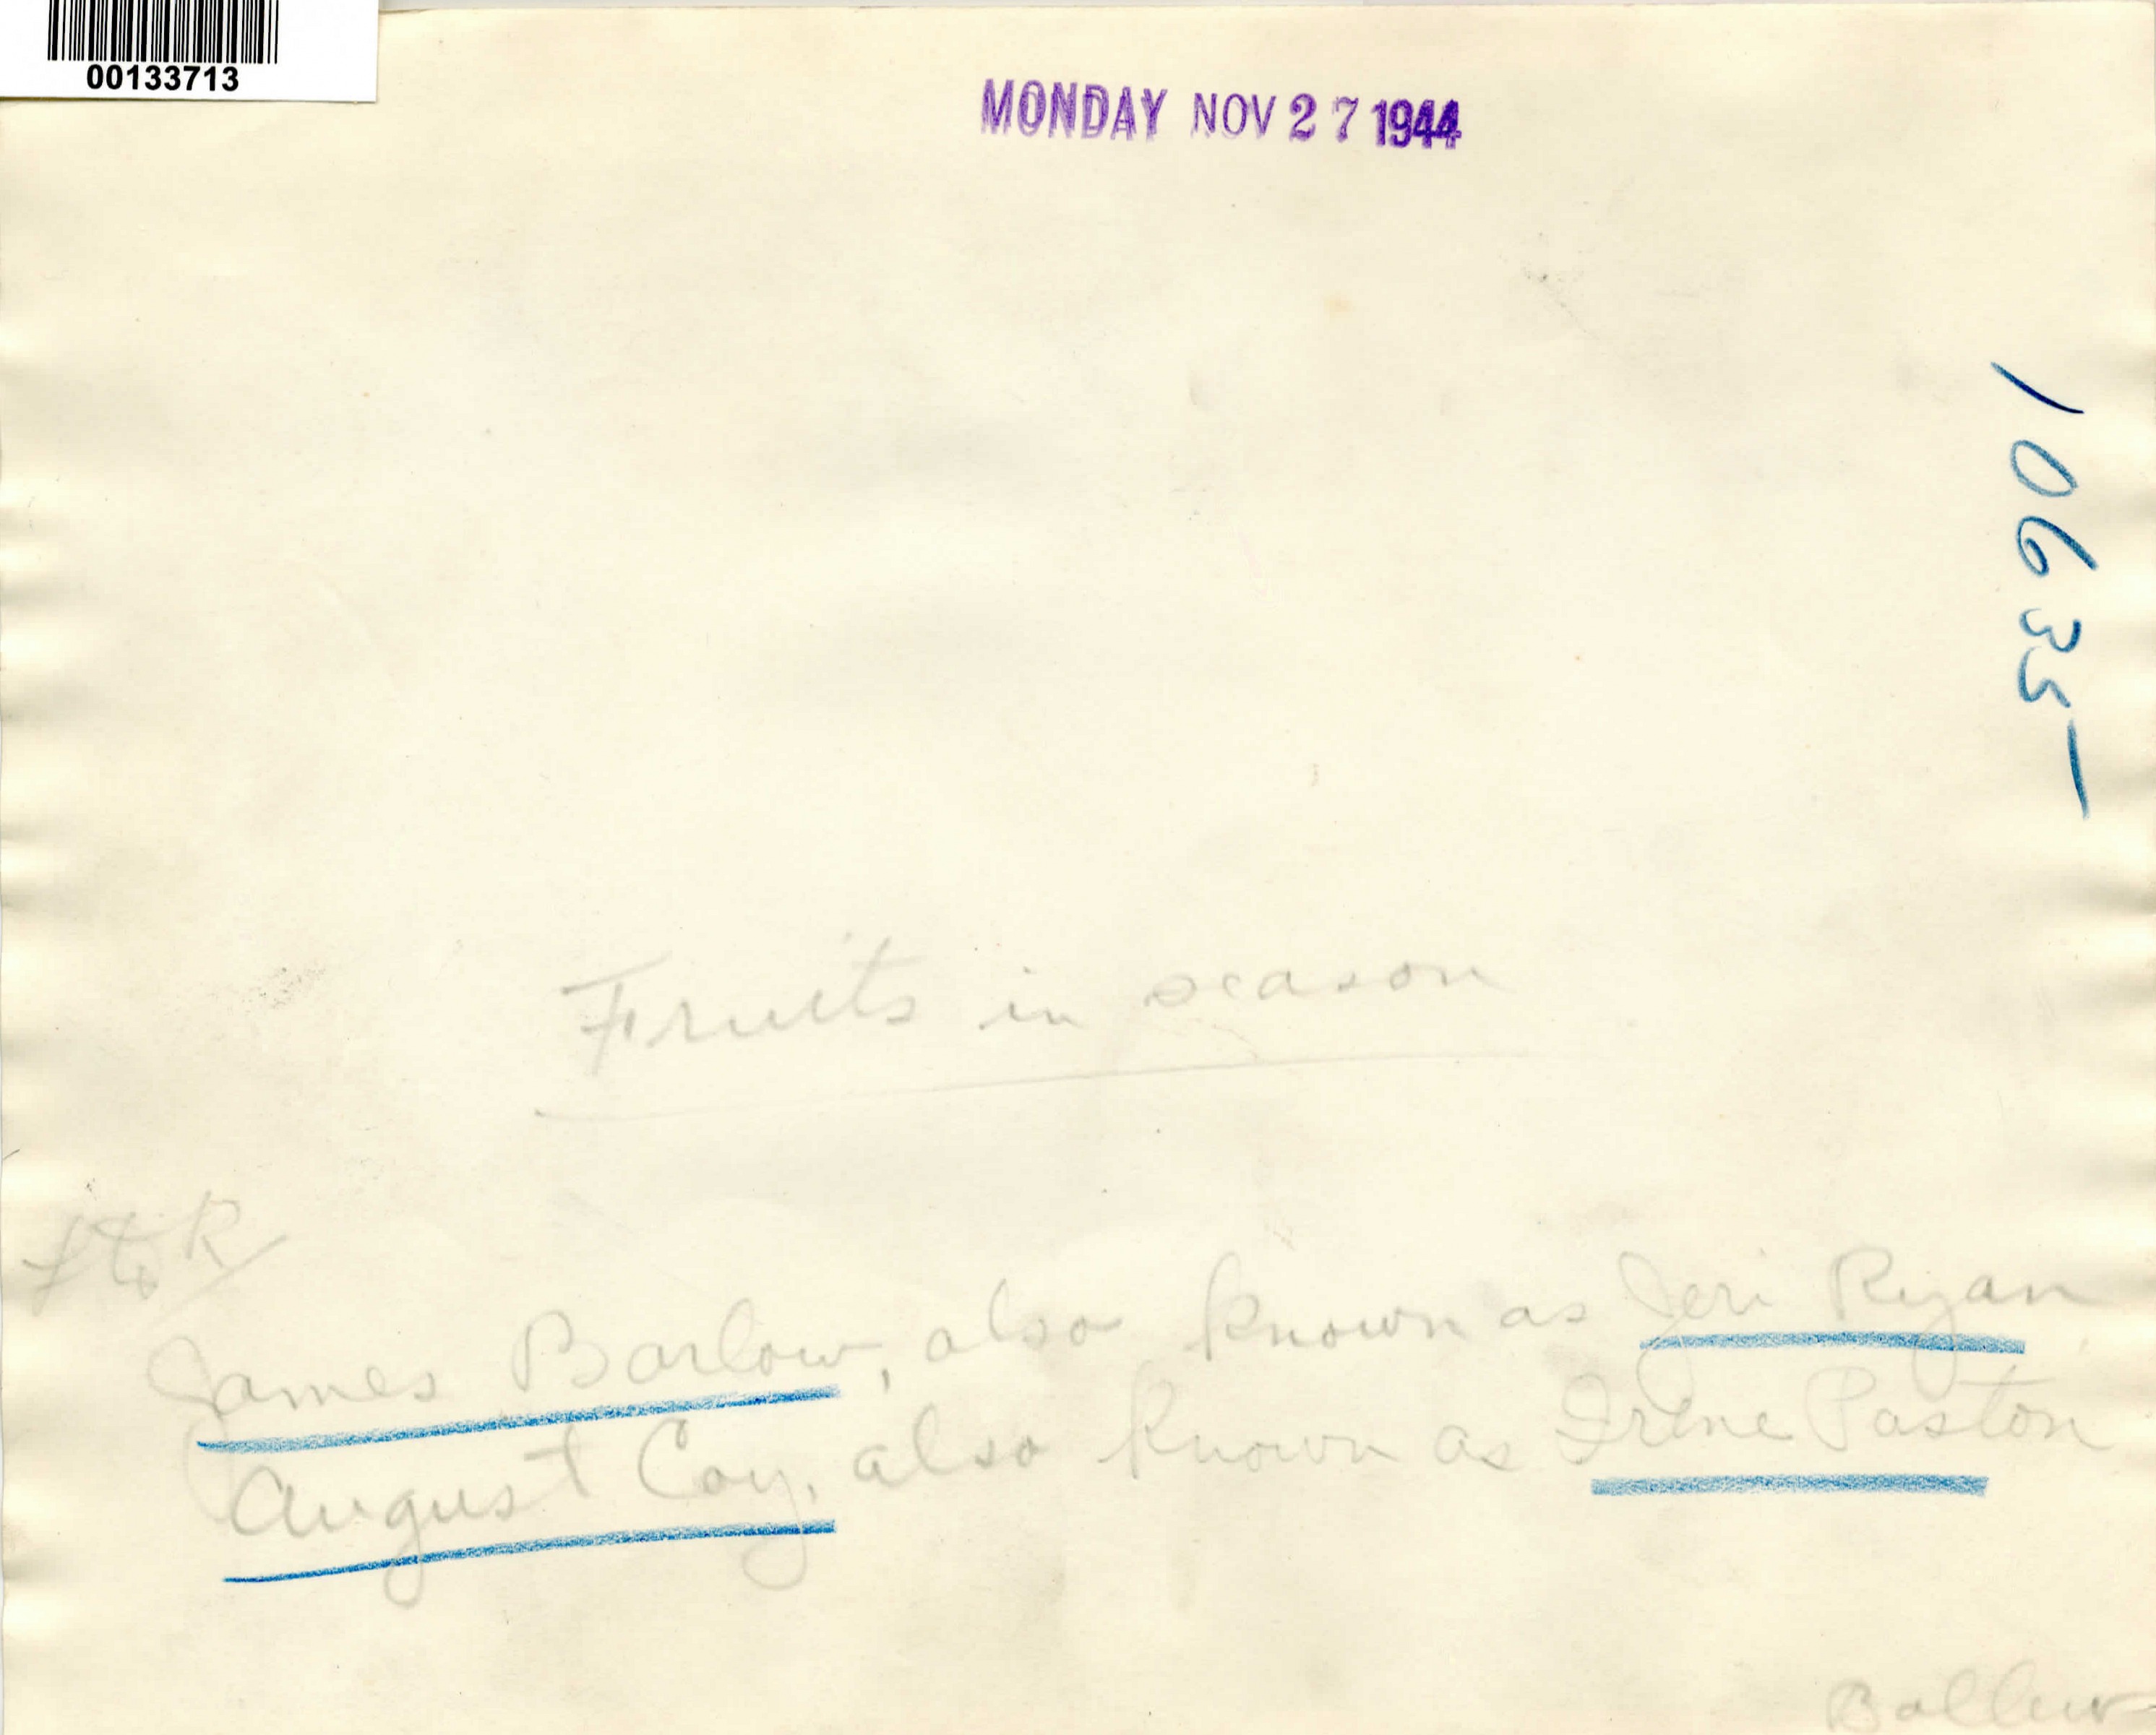 00133713
MONDAY NOV 27 1944
10635
Fruits in season
L to R
James Barlow, also known as Jeri Ryan
August Coy, also known as Irene Paston